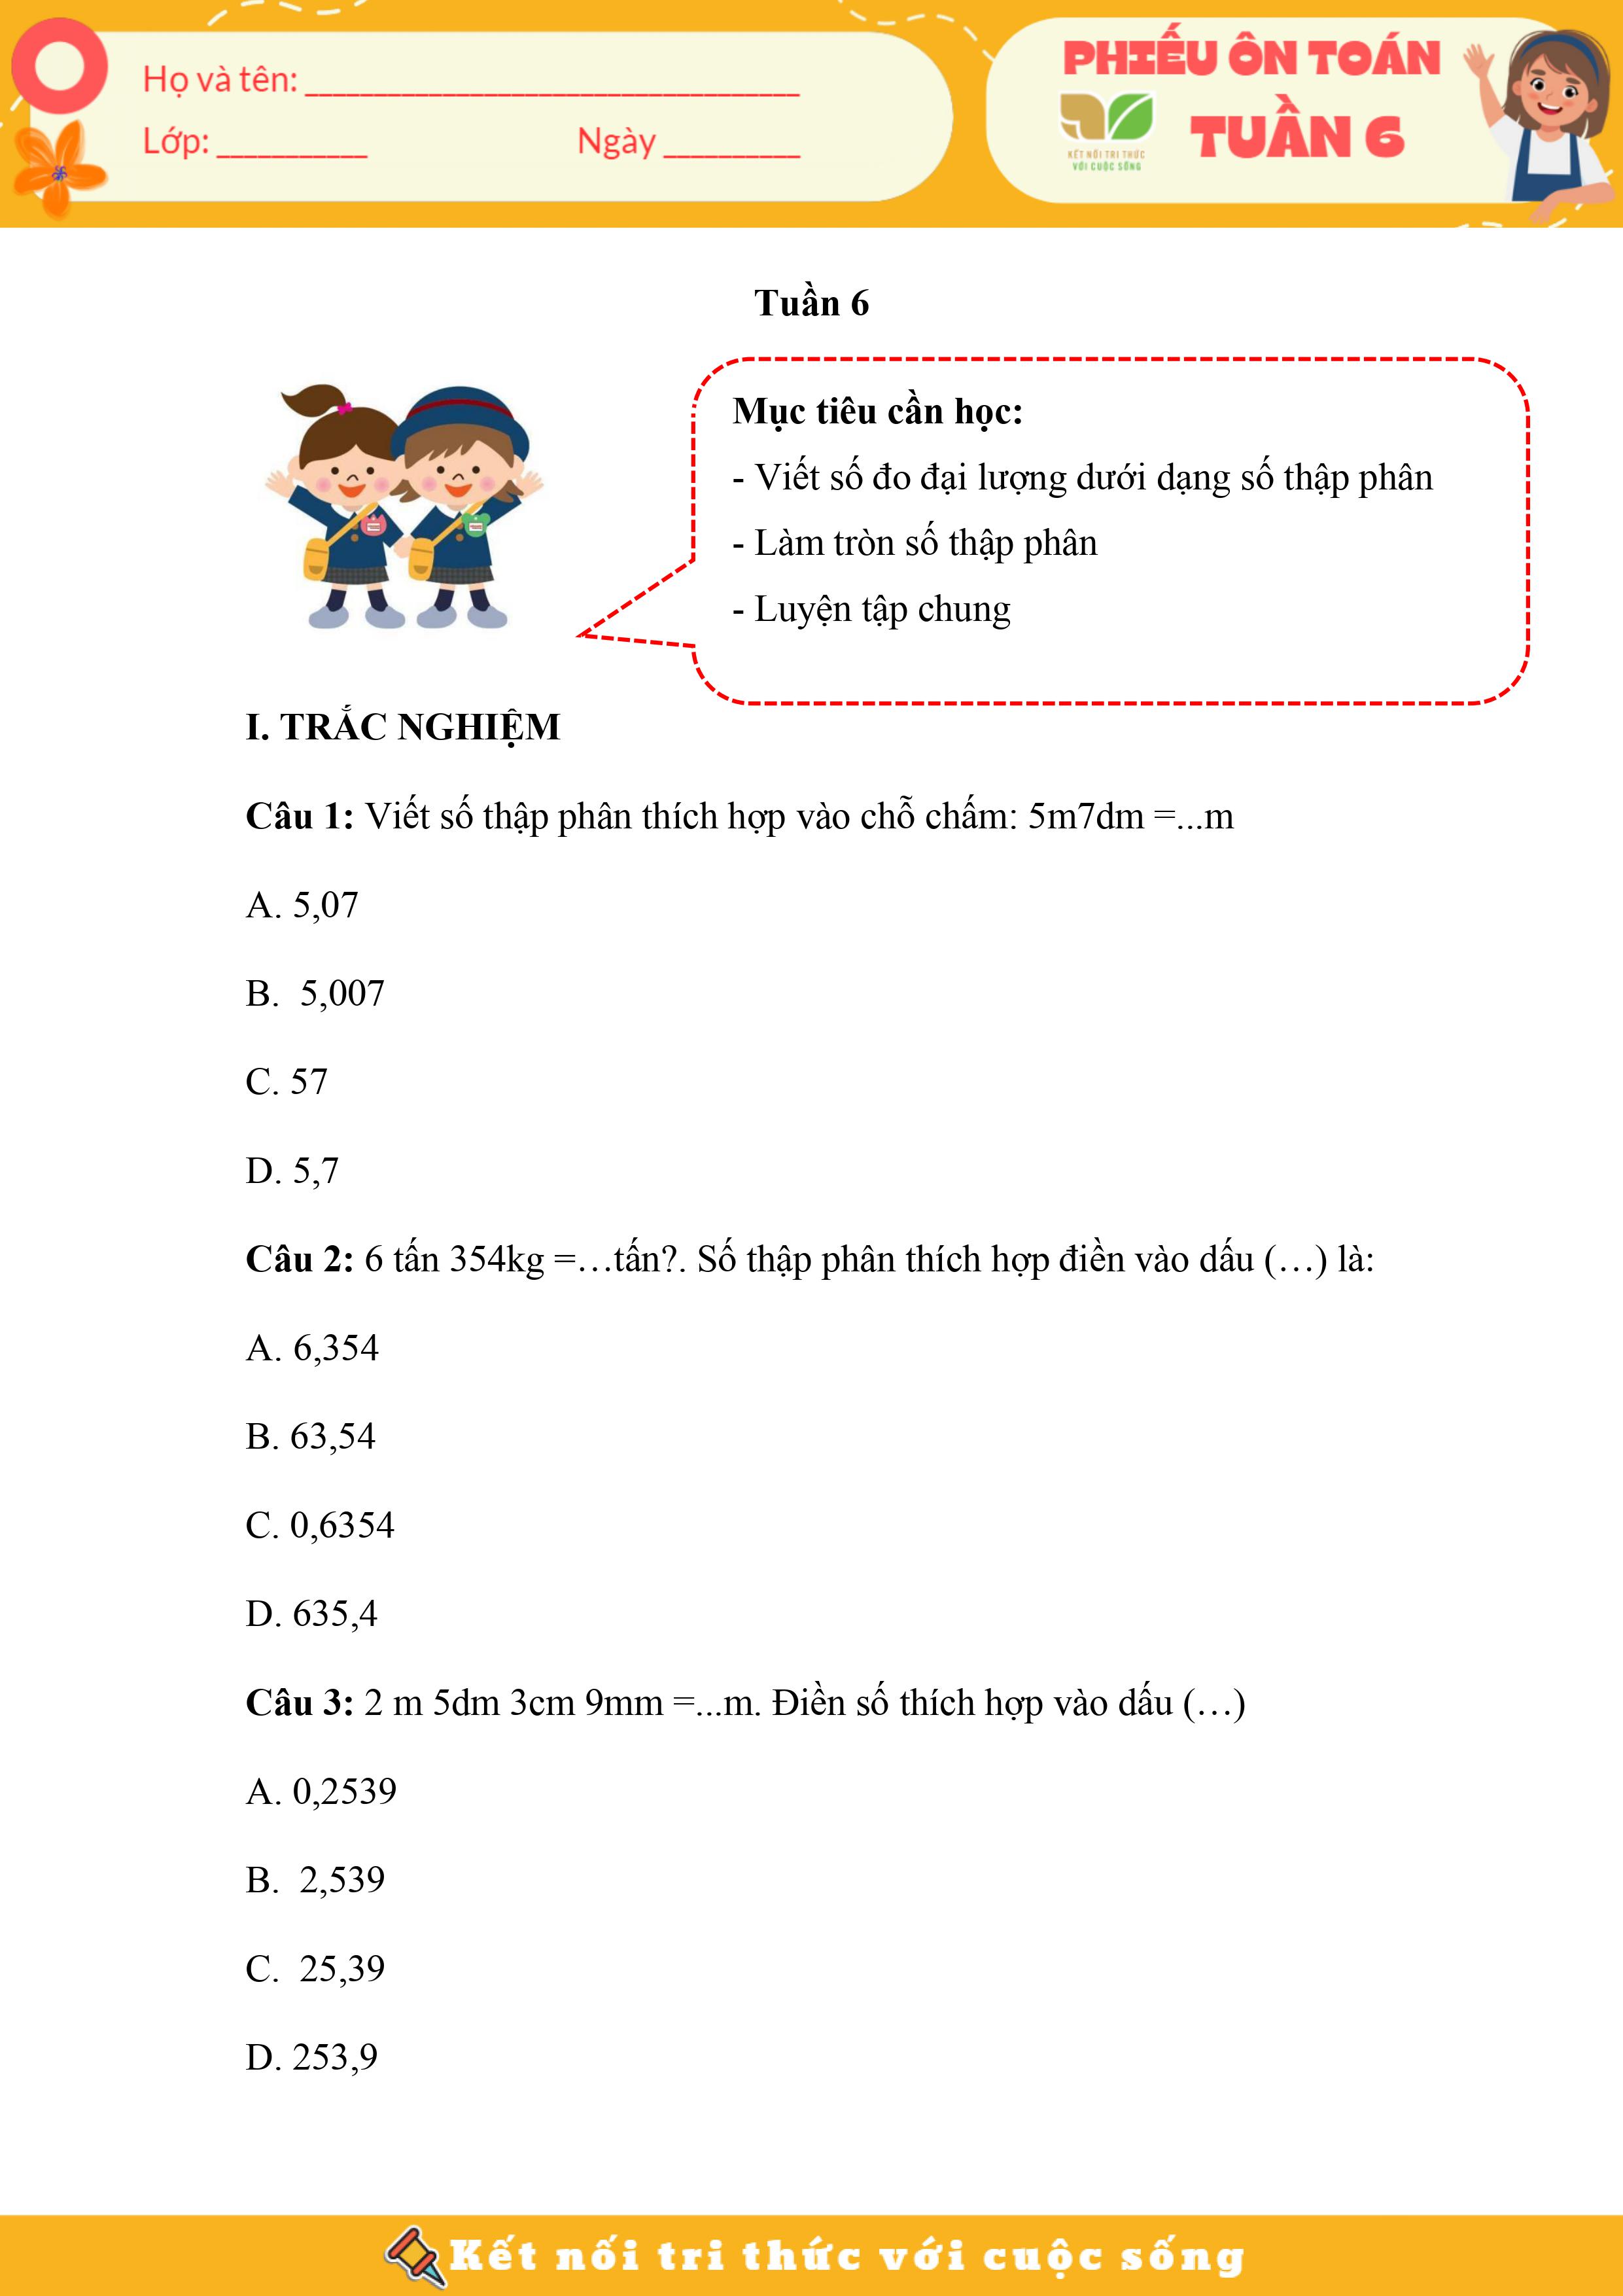 Họ và tên: __________________________
Lớp: ________ Ngày ________
PHIẾU ÔN TOÁN
TUẦN 6
KẾT NỐI TRI THỨC
VỚI CUỘC SỐNG
Tuần 6
Mục tiêu cần học:
- Viết số đo đại lượng dưới dạng số thập phân
- Làm tròn số thập phân
- Luyện tập chung
I. TRẮC NGHIỆM
Câu 1: Viết số thập phân thích hợp vào chỗ chấm: 5m7dm =...m
A. 5,07
B. 5,007
C. 57
D. 5,7
Câu 2: 6 tấn 354kg =…tấn?. Số thập phân thích hợp điền vào dấu (…) là:
A. 6,354
B. 63,54
C. 0,6354
D. 635,4
Câu 3: 2 m 5dm 3cm 9mm =...m. Điền số thích hợp vào dấu (…)
A. 0,2539
B. 2,539
C. 25,39
D. 253,9
Kết nối tri thức với cuộc sống